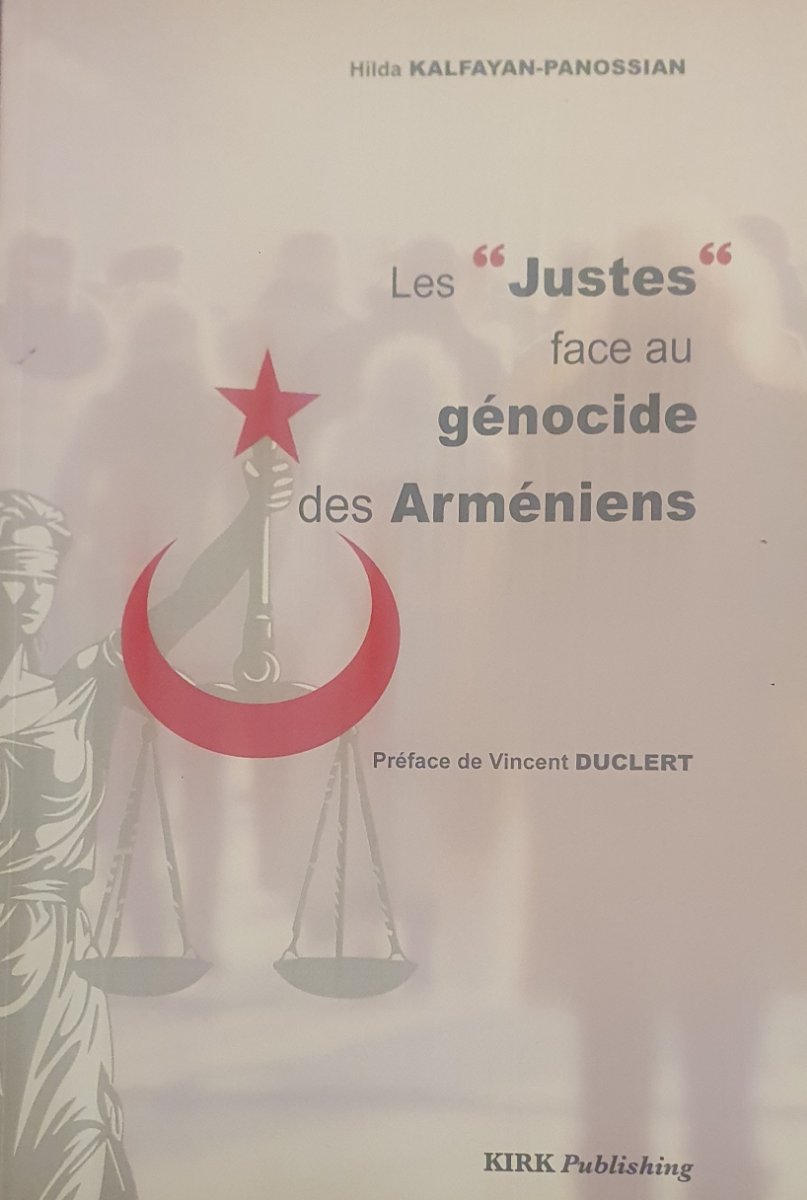 Hilda KALFAYAN-PANOSSIAN
Les “Justes“
face au
génocide
des Arméniens
Préface de Vincent DUCLERT
KIRK Publishing